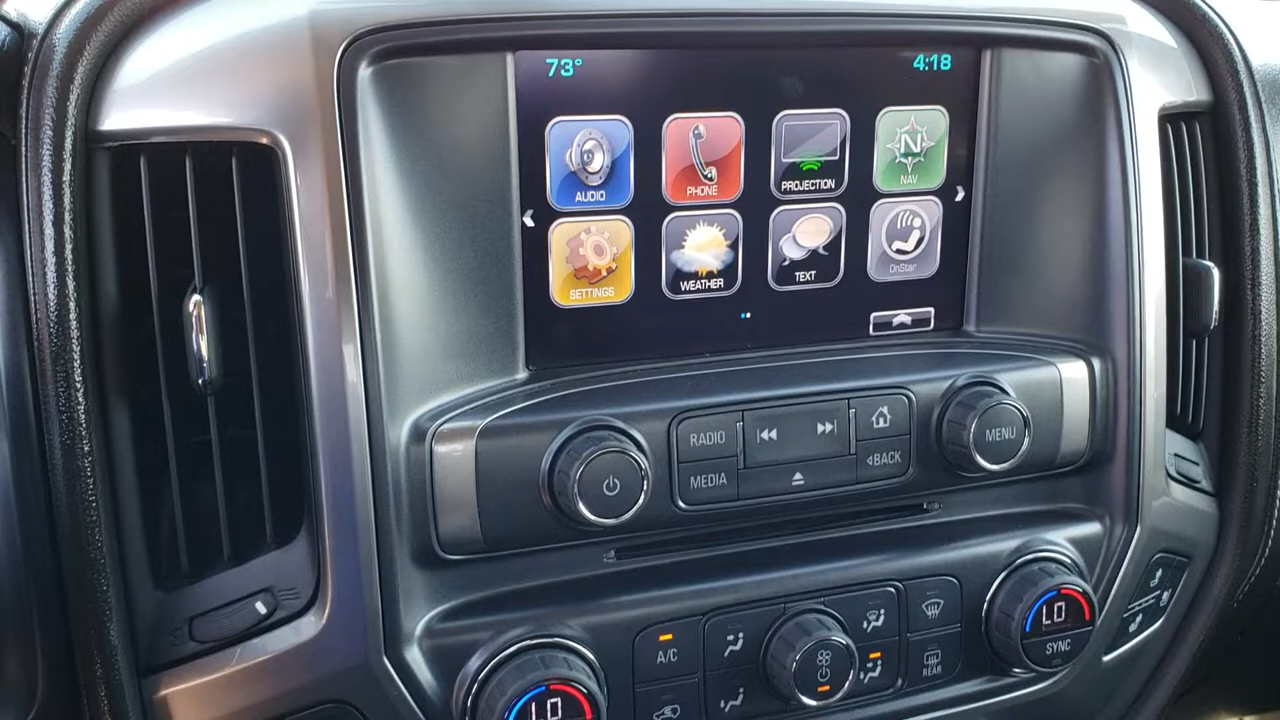 73° 4:18
AUDIO PHONE PROJECTION N NAV
SETTINGS WEATHER TEXT OnStar
RADIO
MEDIA
BACK
MENU
A/C
REAR
LO
LO
SYNC